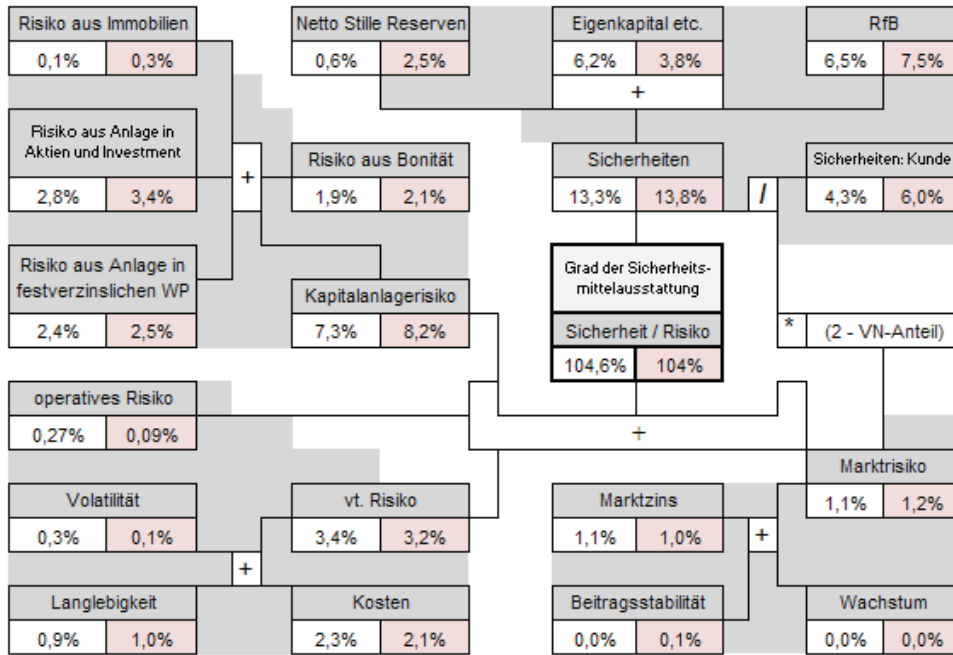 Risiko aus Immobilien
0,1% 0,3%
Netto Stille Reserven
0,6% 2,5%
Eigenkapital etc.
6,2% 3,8%
RfB
6,5% 7,5%
+
Risiko aus Anlage in
Aktien und Investment
2,8% 3,4%
+
Risiko aus Bonität
1,9% 2,1%
Sicherheiten
13,3% 13,8%
/
Sicherheiten: Kunde
4,3% 6,0%
Risiko aus Anlage in
festverzinslichen WP
2,4% 2,5%
Kapitalanlagerisiko
7,3% 8,2%
Grad der Sicherheits-
mittelausstattung
Sicherheit / Risiko
104,6% 104%
* (2 - VN-Anteil)
operatives Risiko
0,27% 0,09%
+
Marktrisiko
1,1% 1,2%
Volatilität
0,3% 0,1%
vt. Risiko
3,4% 3,2%
Marktzins
1,1% 1,0%
+
+
Langlebigkeit
0,9% 1,0%
Kosten
2,3% 2,1%
Beitragsstabilität
0,0% 0,1%
Wachstum
0,0% 0,0%